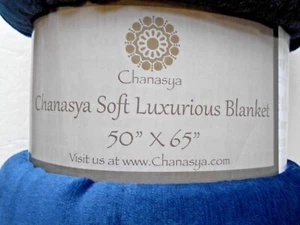 Chanasya
Chanasya Soft Luxurious Blanket
50” X 65”
Visit us at www.Chanasya.com